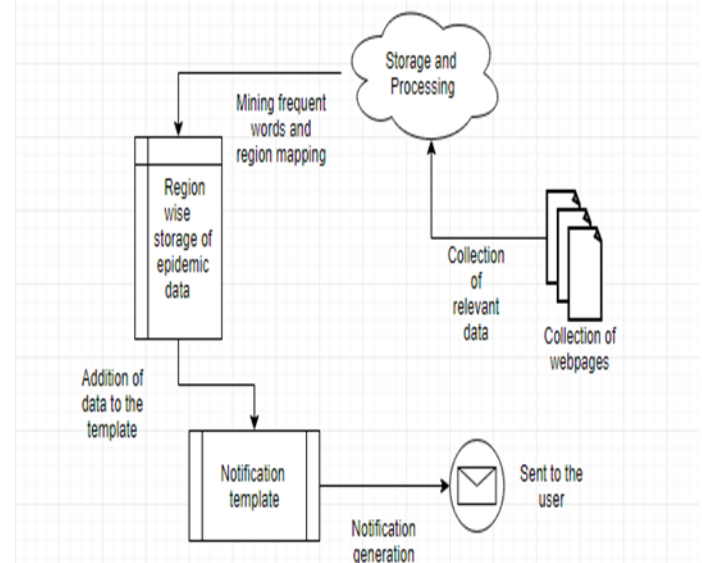 Storage and
Processing
Mining frequent
words and
region mapping
Region
wise
storage of
epidemic
data
Collection
of
relevant
data
Collection of
webpages
Addition of
data to the
template
Notification
template
Sent to the
user
Notification
generation